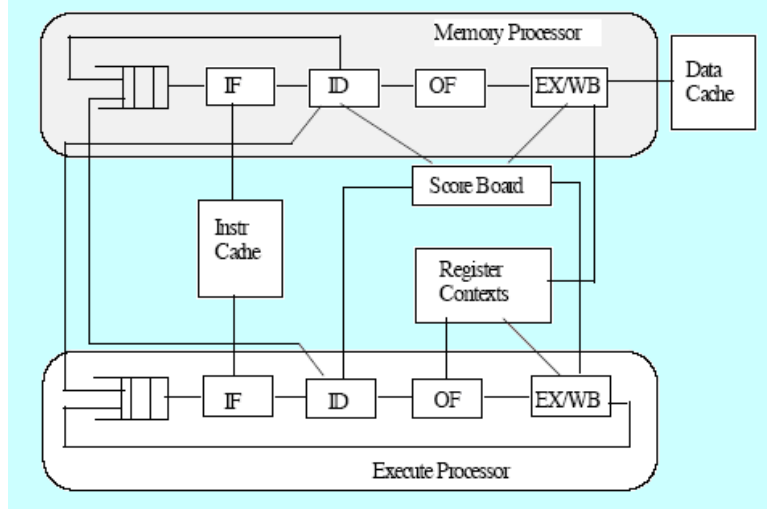 Memory Processor
IF
ID
OF
EX/WB
Data
Cache
Score Board
Instr
Cache
Register
Contexts
IF
ID
OF
EX/WB
Execute Processor